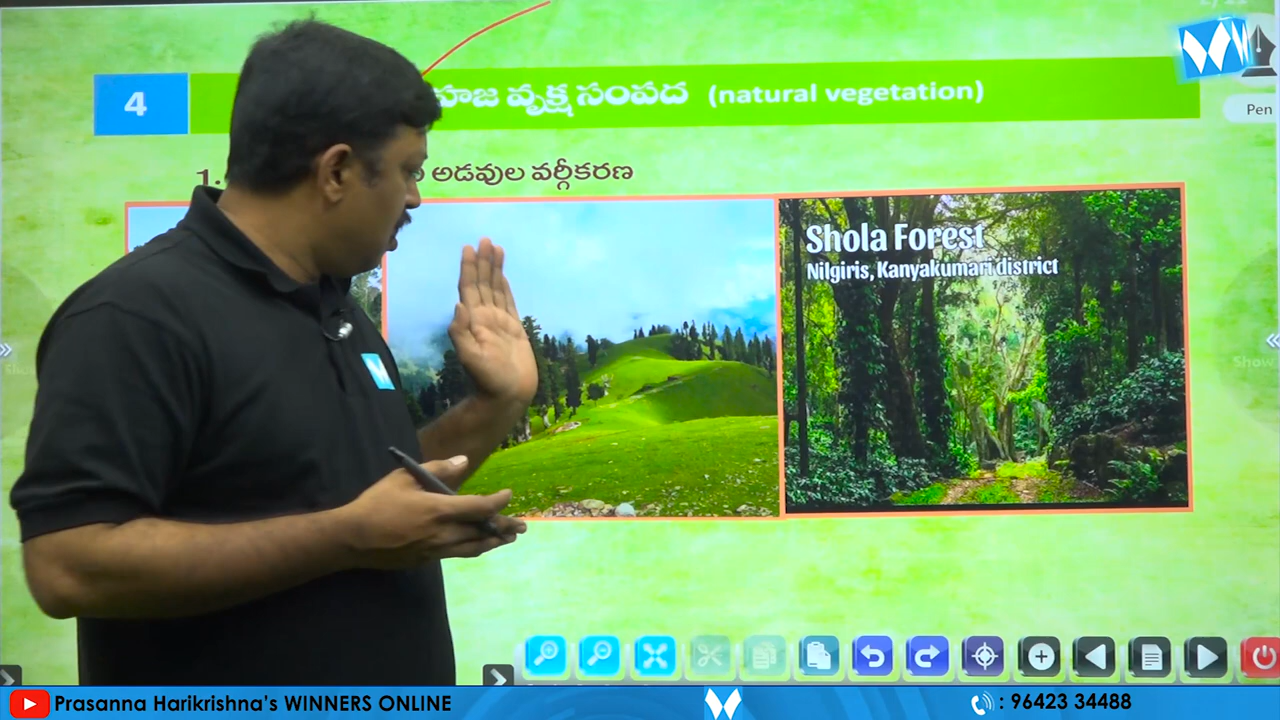 4
వృక్ష సంపద (natural vegetation)
Pen
1.
అడవుల వర్గీకరణ
Shola Forest
Nilgiris, Kanyakumari district
Show
Prasanna Harikrishna's WINNERS ONLINE
: 96423 34488